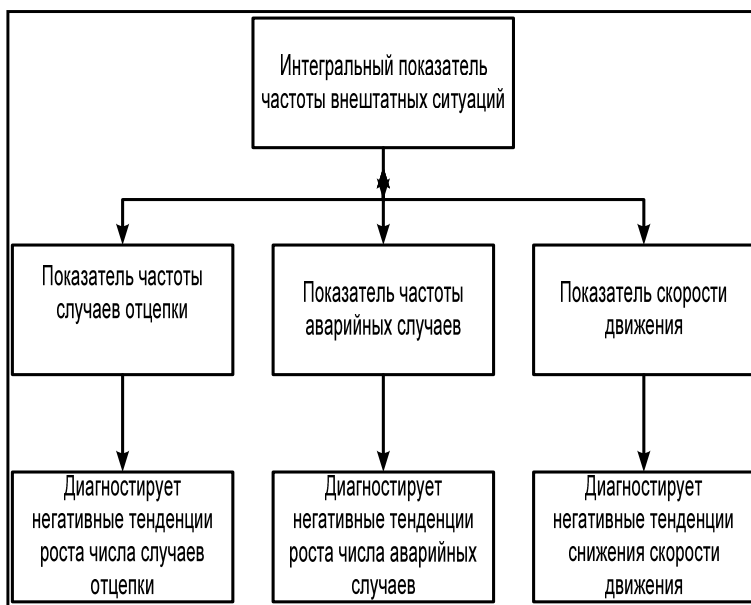 Интегральный показатель
частоты внештатных ситуаций
Показатель частоты
случаев отцепки
Показатель частоты
аварийных случаев
Показатель скорости
движения
Диагностирует
негативные тенденции
роста числа случаев
отцепки
Диагностирует
негативные тенденции
роста числа аварийных
случаев
Диагностирует
негативные тенденции
снижения скорости
движения